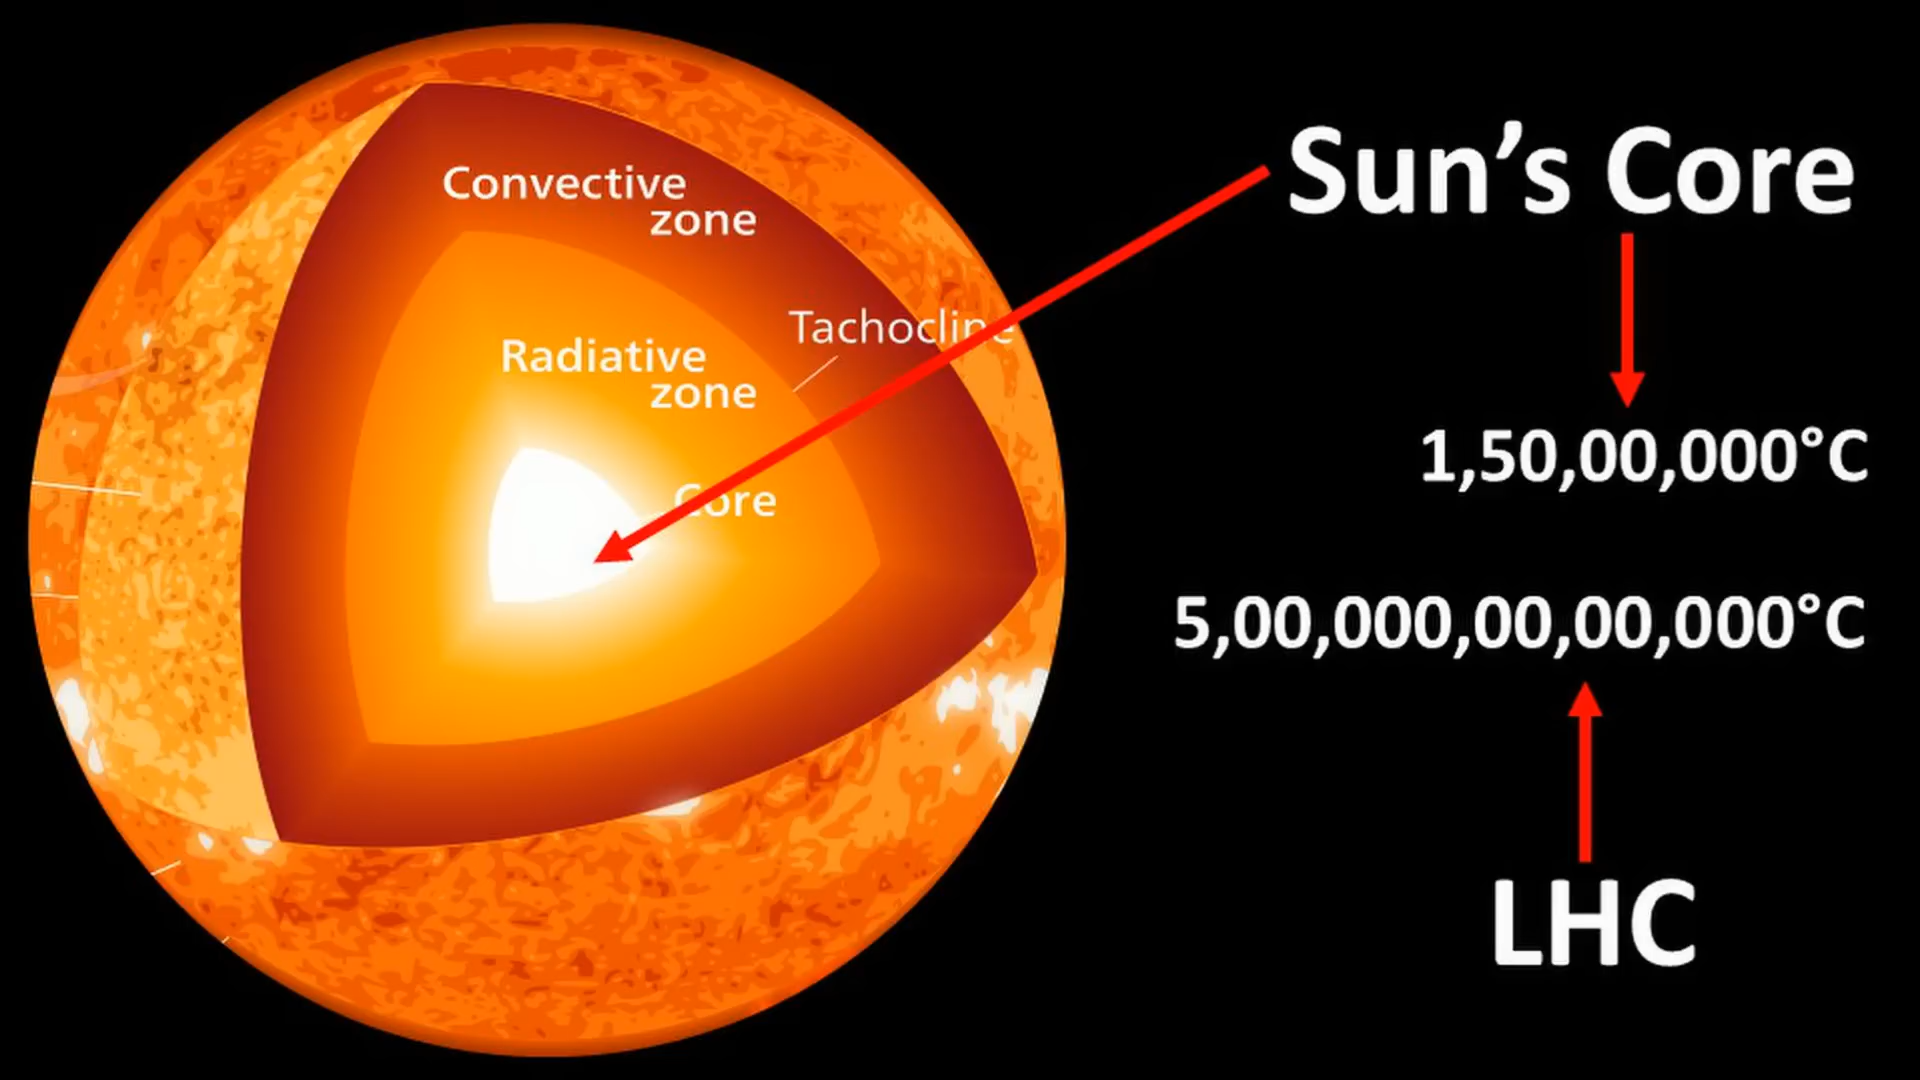 Convective
zone
Radiative
zone
Tachocline
Core
Sun’s Core
1,50,00,000°C
5,00,000,00,00,000°C
LHC